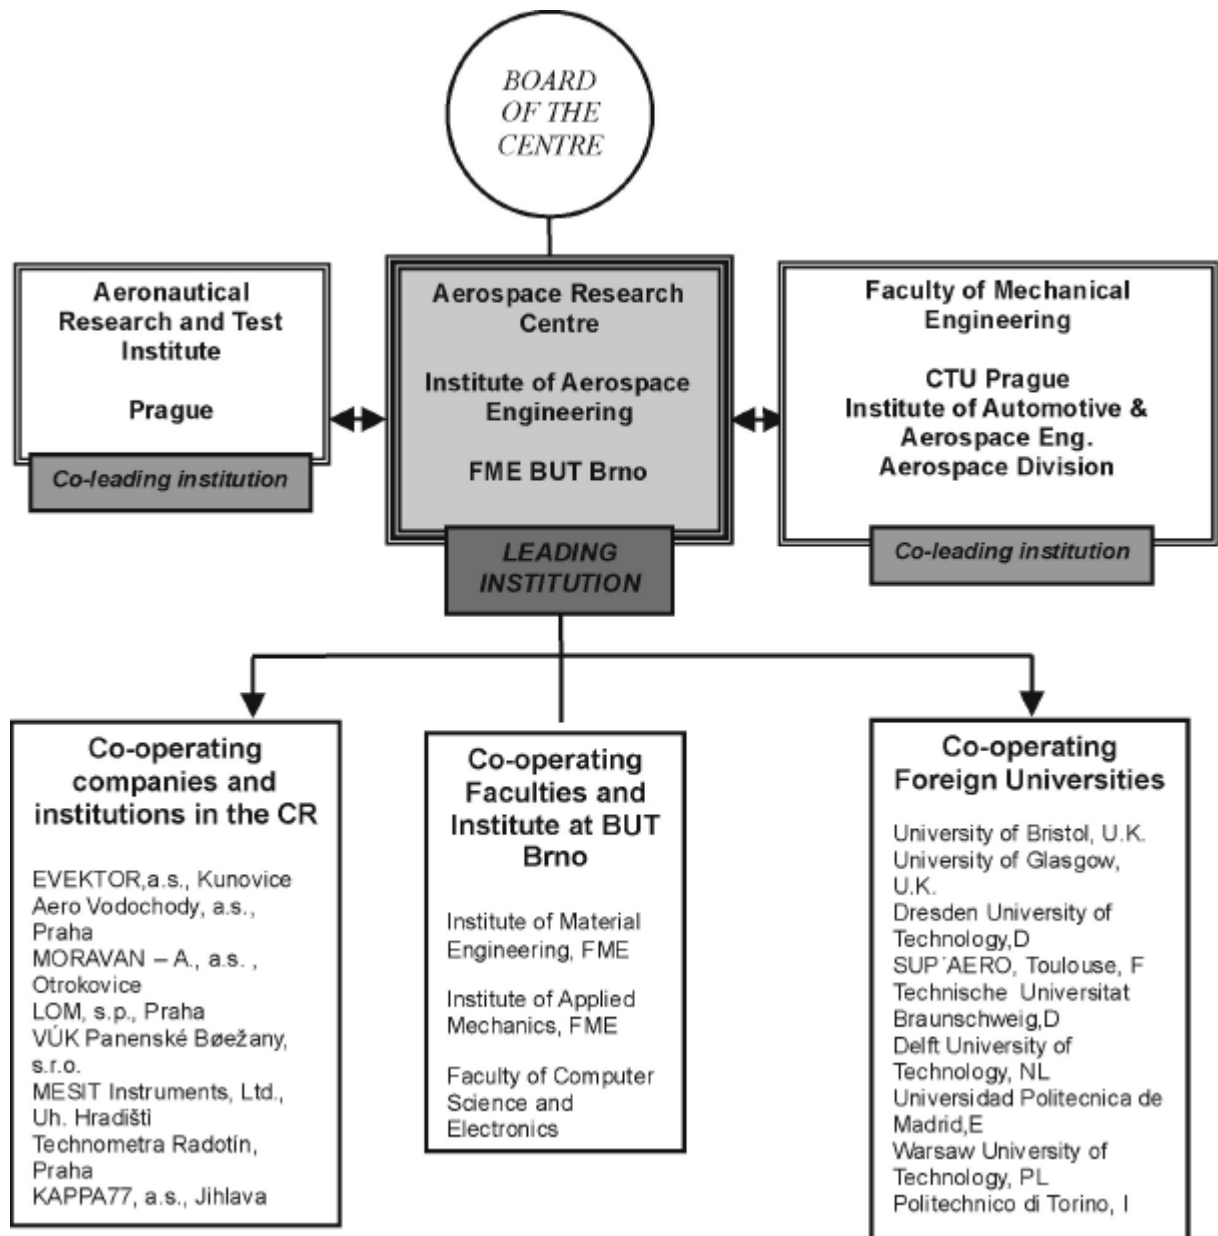 BOARD
OF THE
CENTRE
Aeronautical
Research and Test
Institute
Prague
Co-leading institution
Aerospace Research
Centre
Institute of Aerospace
Engineering
FME BUT Brno
LEADING
INSTITUTION
Faculty of Mechanical
Engineering
CTU Prague
Institute of Automotive &
Aerospace Eng.
Aerospace Division
Co-leading institution
Co-operating
companies and
institutions in the CR
EVEKTOR,a.s., Kunovice
Aero Vodochody, a.s.,
Praha
MORAVAN – A., a.s. ,
Otrokovice
LOM, s.p., Praha
VÚK Panenské Bøežany,
s.r.o.
MESIT Instruments, Ltd.,
Uh. Hradišti
Technometra Radotín,
Praha
KAPPA77, a.s., Jihlava
Co-operating
Faculties and
Institute at BUT
Brno
Institute of Material
Engineering, FME
Institute of Applied
Mechanics, FME
Faculty of Computer
Science and
Electronics
Co-operating
Foreign Universities
University of Bristol, U.K.
University of Glasgow,
U.K.
Dresden University of
Technology,D
SUP´AERO, Toulouse, F
Technische Universitat
Braunschweig,D
Delft University of
Technology, NL
Universidad Politecnica de
Madrid,E
Warsaw University of
Technology, PL
Politechnico di Torino, I